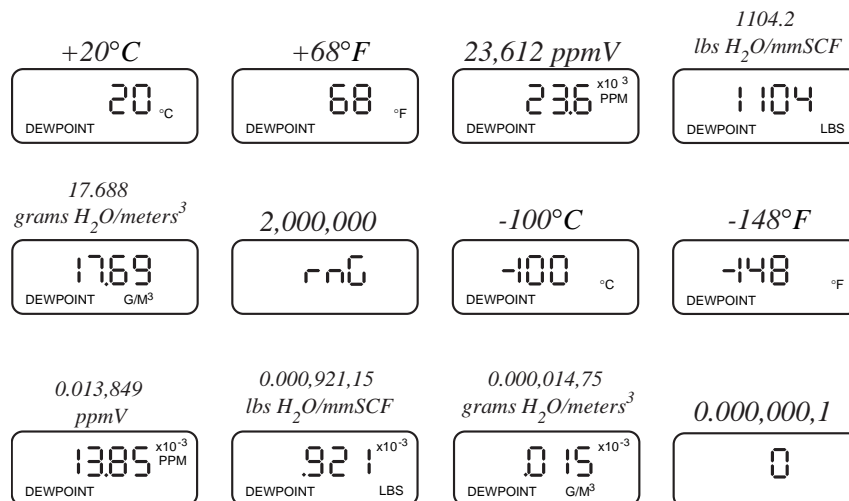 +20°C
20 °C
DEWPOINT
+68°F
68 °F
DEWPOINT
23,612 ppmV
23.6 x10 3
PPM
DEWPOINT
1104.2
lbs H2O/mmSCF
1104
DEWPOINT LBS
17.688
grams H2O/meters3
17.69
DEWPOINT G/M3
2,000,000
rnG
-100°C
-100 °C
DEWPOINT
-148°F
-148 °F
DEWPOINT
0.013,849
ppmV
13.85 x10-3
PPM
DEWPOINT
0.000,921,15
lbs H2O/mmSCF
.921 x10-3
DEWPOINT LBS
0.000,014,75
grams H2O/meters3
.015 x10-3
DEWPOINT G/M3
0.000,000,1
0